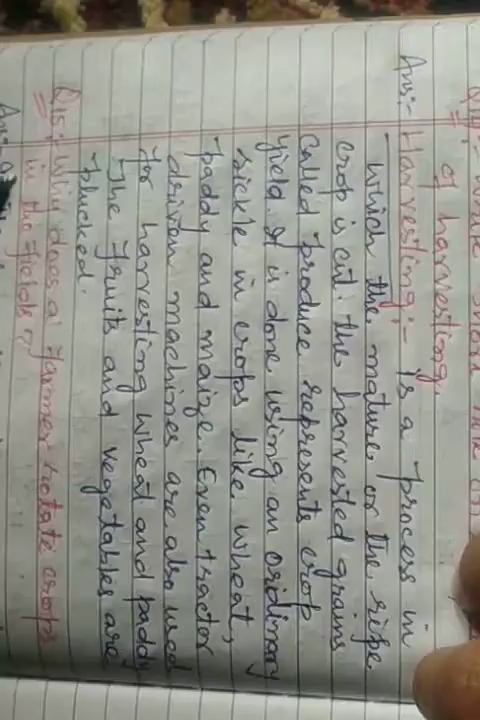 of harvesting.
Ans:- Harvesting:- is a process in
which the mature or the ripe
crop is cut. the harvested grains
called produce represents crop
yield. It is done using an ordinary
sickle in crops like wheat,
paddy and maize. Even tractor
driven machines are also used
for harvesting wheat and paddy
The fruits and vegetables are
plucked.
Q15:- Why does a farmer rotate crops
in the fields?
Ans: